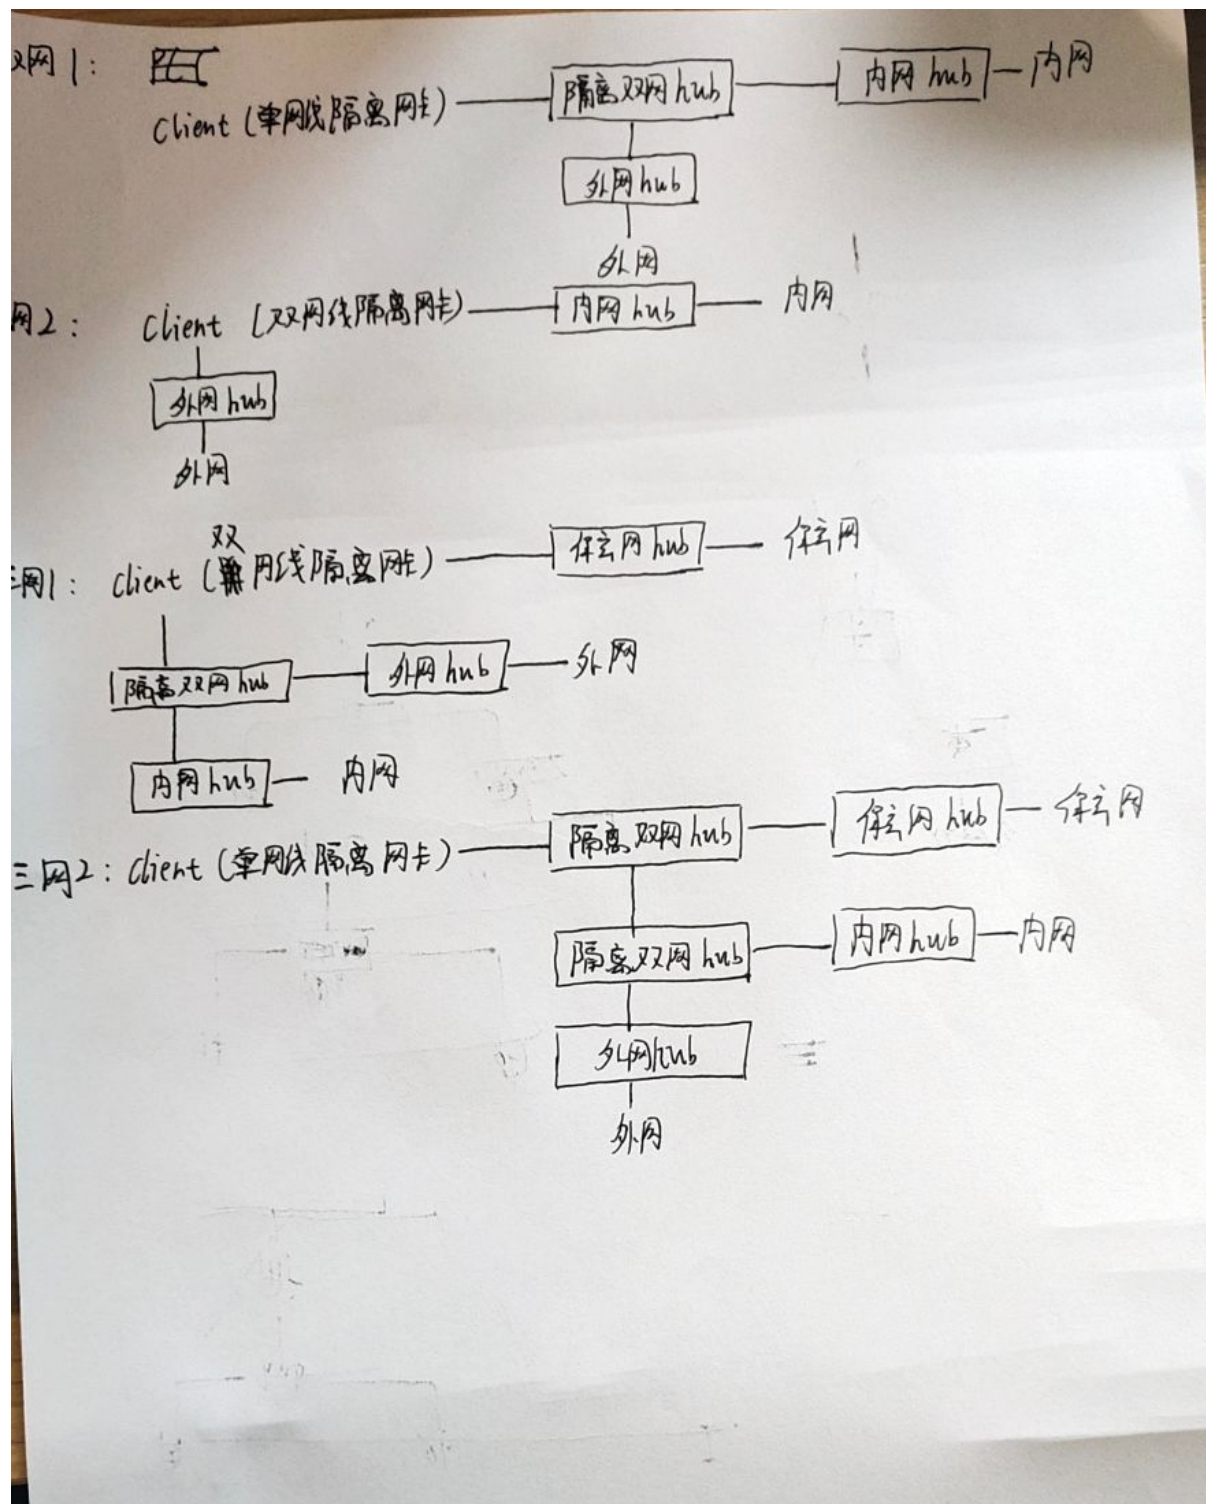 双网1:
Client (单网线隔离网卡) 隔离双网hub 内网hub 内网
外网hub
外网
网2: Client (双网线隔离网卡) 内网hub 内网
外网hub
外网
双
三网1: Client ( 网线隔离网卡) 保玄网hub 保玄网
隔离双网hub 外网hub 外网
内网hub 内网
三网2: Client (单网线隔离网卡) 隔离双网hub 保玄网hub 保玄网
隔离双网hub 内网hub 内网
外网hub
外网